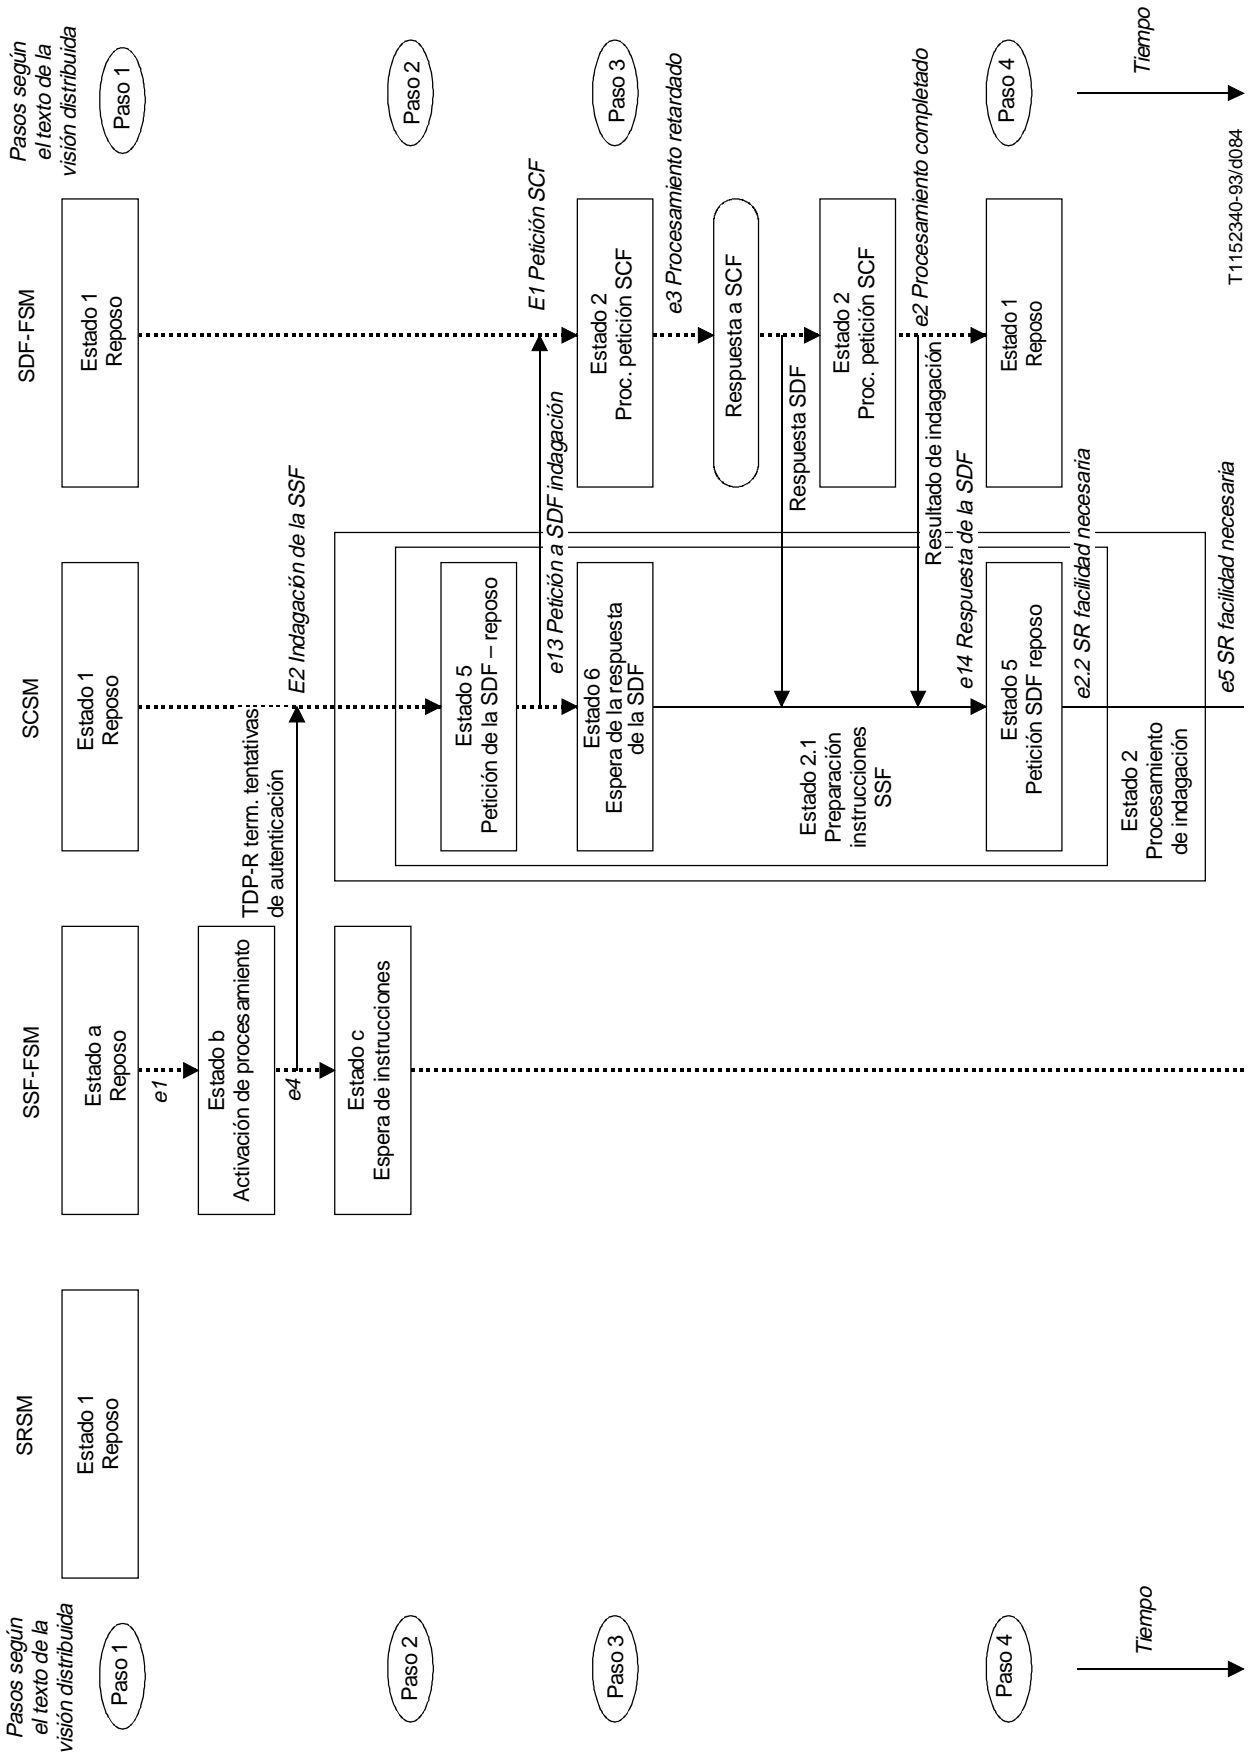 Pasos según
el texto de la
visión distribuida
SRSM
SSF-FSM
SCSM
SDF-FSM
Pasos según
el texto de la
visión distribuida
Paso 1
Estado 1
Reposo
Estado a
Reposo
Estado 1
Reposo
Estado 1
Reposo
Paso 1
e1
Estado b
Activación de procesamiento
TDP-R term. tentativas
de autenticación
e4
E2 Indagación de la SSF
Paso 2
Estado c
Espera de instrucciones
Paso 2
Estado 5
Petición de la SDF – reposo
E1 Petición SCF
e13 Petición a SDF indagación
Paso 3
Estado 6
Espera de la respuesta
de la SDF
Estado 2
Proc. petición SCF
Paso 3
e3 Procesamiento retardado
Respuesta a SCF
Respuesta SDF
Estado 2.1
Preparación
instrucciones
SSF
Estado 2
Proc. petición SCF
e2 Procesamiento completado
Resultado de indagación
e14 Respuesta de la SDF
Paso 4
Estado 5
Petición SDF reposo
Estado 1
Reposo
Paso 4
e2.2 SR facilidad necesaria
Estado 2
Procesamiento
de indagación
Tiempo
Tiempo
e5 SR facilidad necesaria
T1152340-93/d084